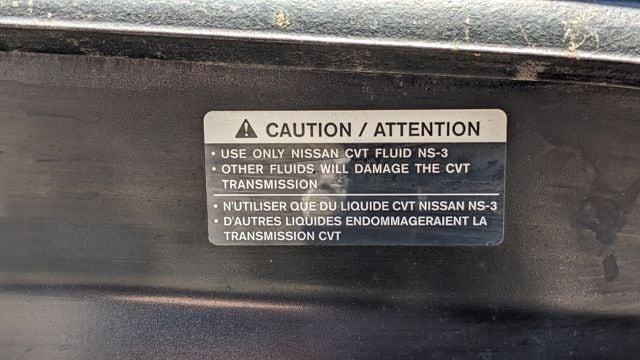 ⚠ CAUTION / ATTENTION
• USE ONLY NISSAN CVT FLUID NS-3
• OTHER FLUIDS WILL DAMAGE THE CVT
TRANSMISSION
• N'UTILISER QUE DU LIQUIDE CVT NISSAN NS-3
• D'AUTRES LIQUIDES ENDOMMAGERAIENT LA
TRANSMISSION CVT